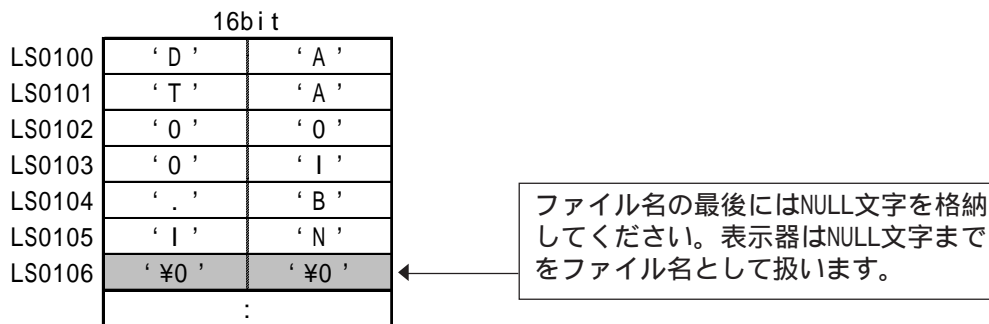 16bit
LS0100 ‘D’ ‘A’
LS0101 ‘T’ ‘A’
LS0102 ‘0’ ‘0’
LS0103 ‘0’ ‘I’
LS0104 ‘.’ ‘B’
LS0105 ‘I’ ‘N’
LS0106 ‘¥0’ ‘¥0’
:
ファイル名の最後にはNULL文字を格納
してください。表示器はNULL文字まで
をファイル名として扱います。